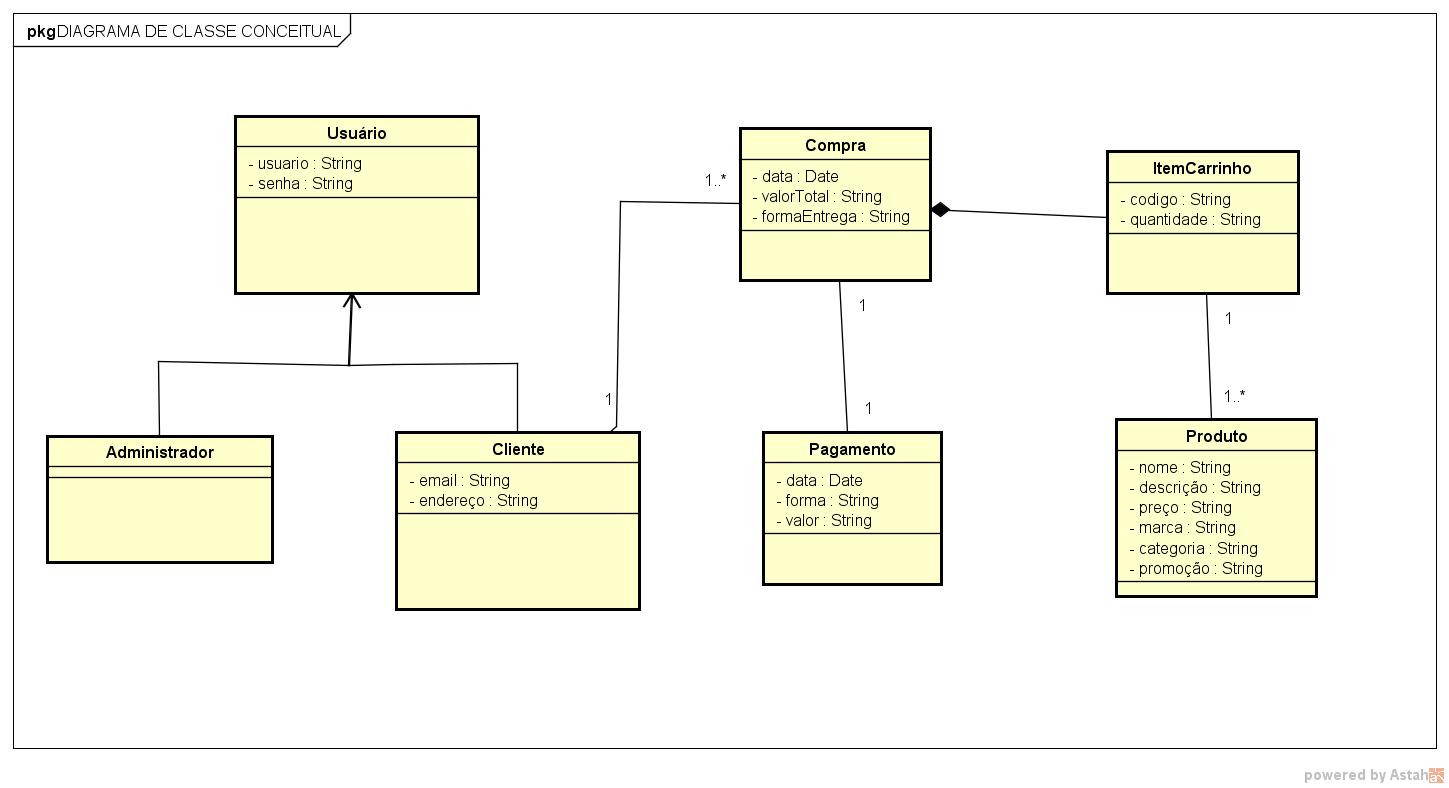 pkgDIAGRAMA DE CLASSE CONCEITUAL
Usuário
- usuario : String
- senha : String
Compra
- data : Date
- valorTotal : String
- formaEntrega : String
ItemCarrinho
- codigo : String
- quantidade : String
1..*
1
1
1
1
1..*
Administrador
Cliente
- email : String
- endereço : String
Pagamento
- data : Date
- forma : String
- valor : String
Produto
- nome : String
- descrição : String
- preço : String
- marca : String
- categoria : String
- promoção : String
powered by Astah